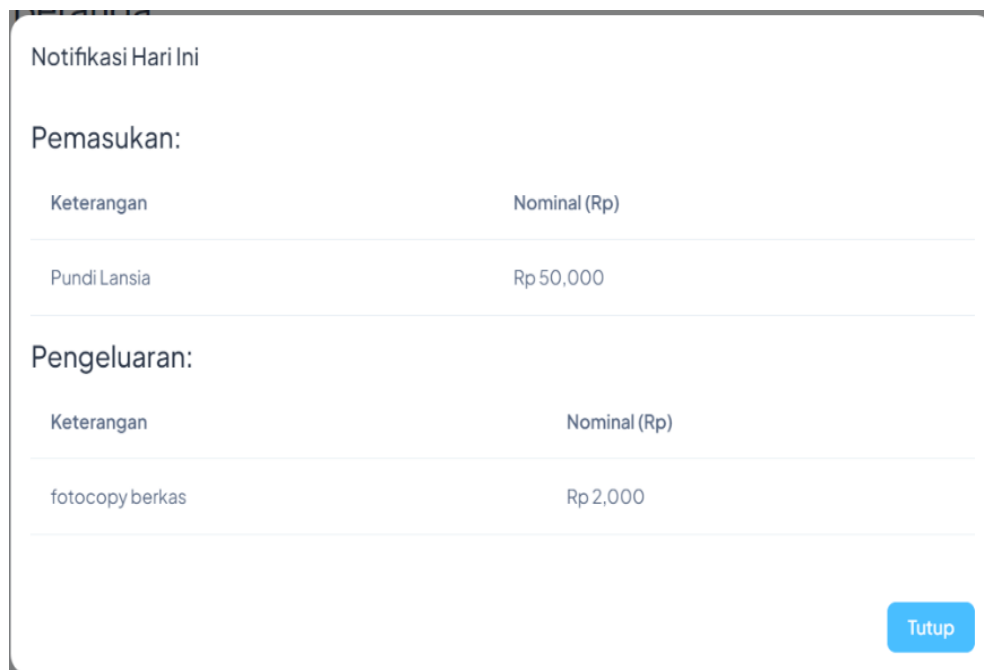 Notifikasi Hari Ini
Pemasukan:
Keterangan Nominal (Rp)
Pundi Lansia Rp 50,000
Pengeluaran:
Keterangan Nominal (Rp)
fotocopy berkas Rp 2,000
Tutup